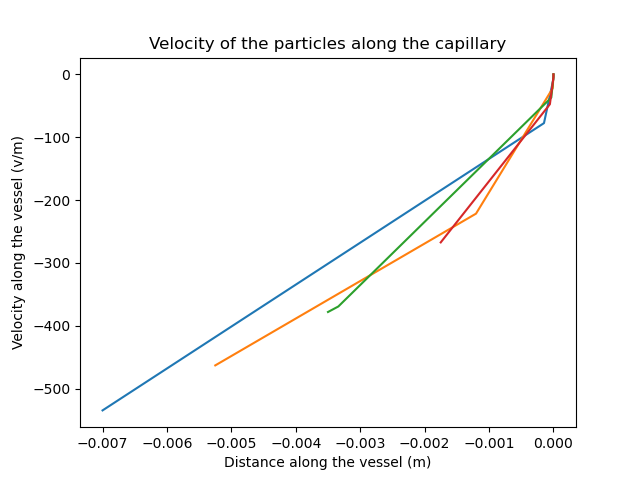 Velocity of the particles along the capillary
0
−100
−200
−300
−400
−500
Velocity along the vessel (v/m)
−0.007 −0.006 −0.005 −0.004 −0.003 −0.002 −0.001 0.000
Distance along the vessel (m)